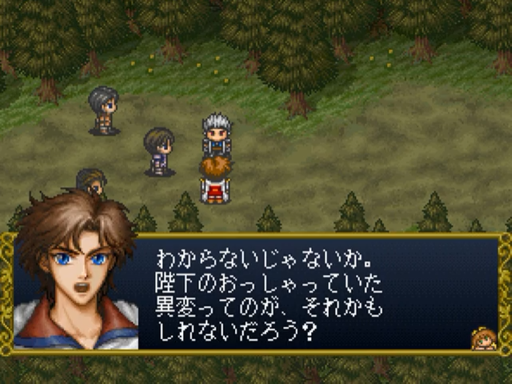 わからないじゃないか。
陛下のおっしゃっていた
異変ってのが、それかも
しれないだろう?